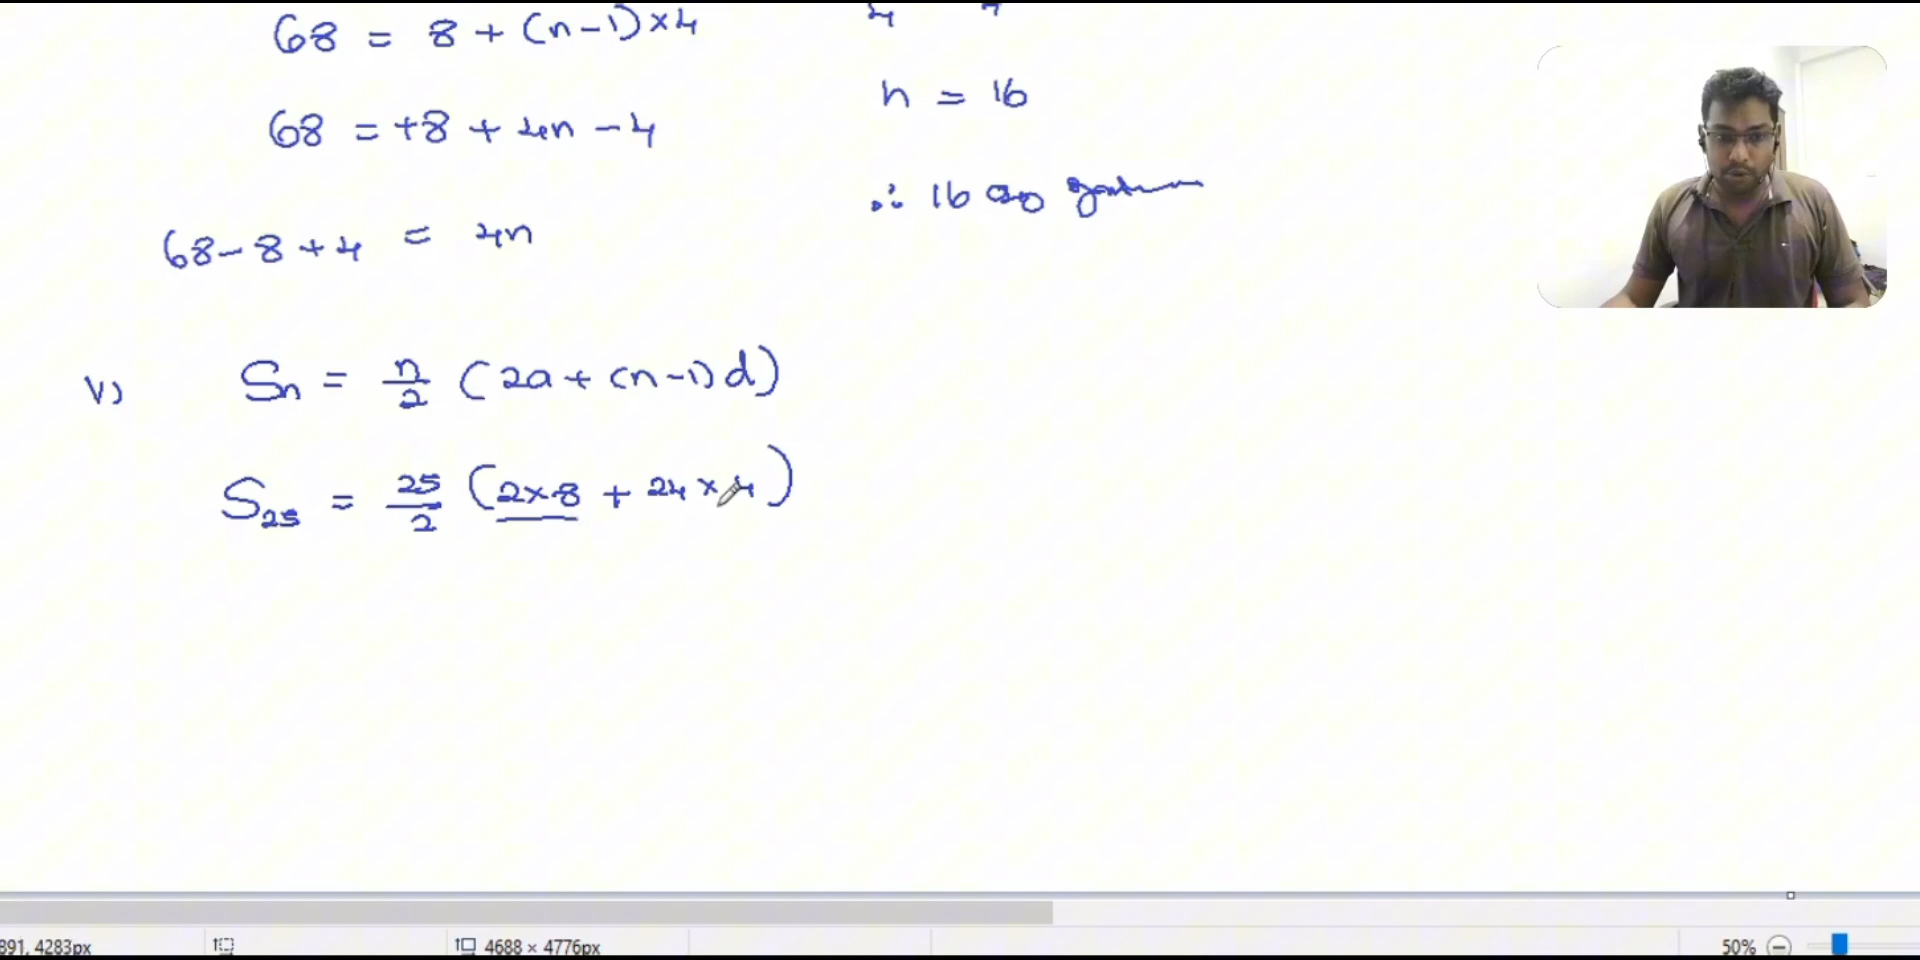 68 = 8 + (n-1)×4
68 = +8 + 4n - 4
68 - 8 + 4 = 4n
n = 16
∴ 16
v) Sn = n/2 (2a + (n-1) d)
S25 = 25/2 (2×8 + 24×4)
891, 4283px
4688 × 4776px
50%